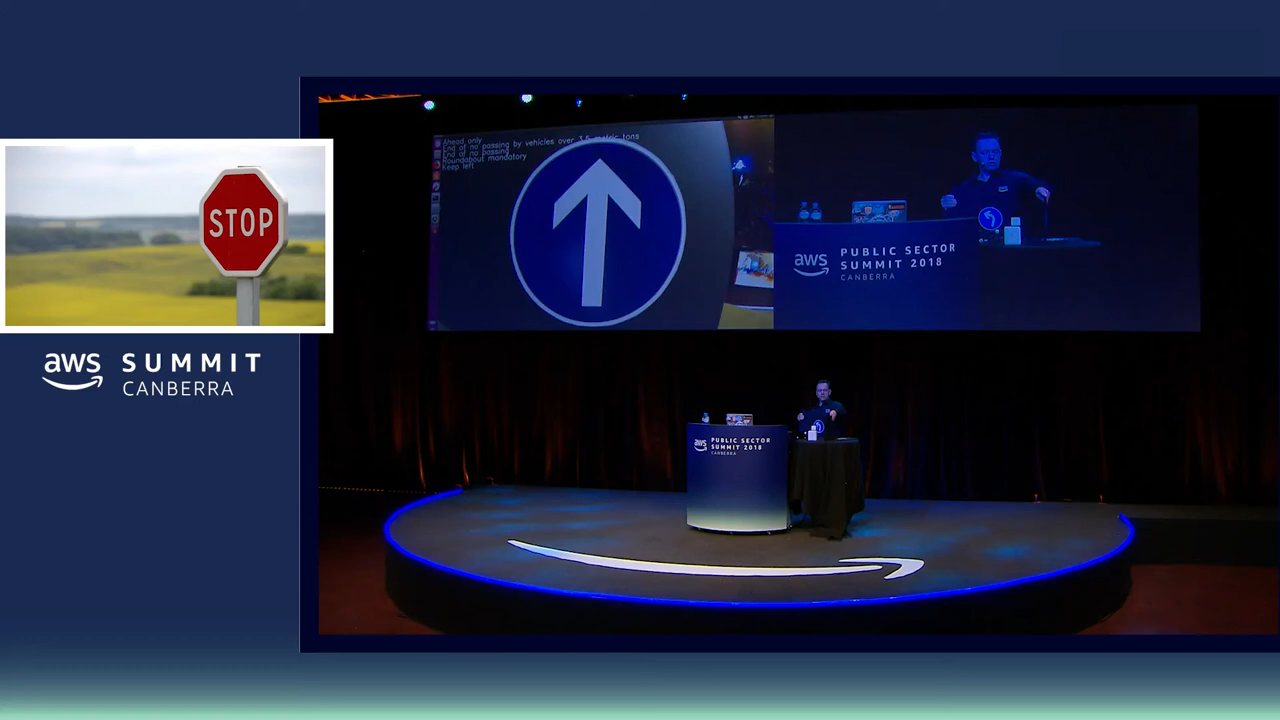 STOP
aws SUMMIT
CANBERRA
Ahead only
End of no passing by vehicles over 3.5 metric tons
End of no passing
Roundabout mandatory
Keep left
aws
PUBLIC SECTOR
SUMMIT 2018
CANBERRA
aws
PUBLIC SECTOR
SUMMIT 2018
CANBERRA